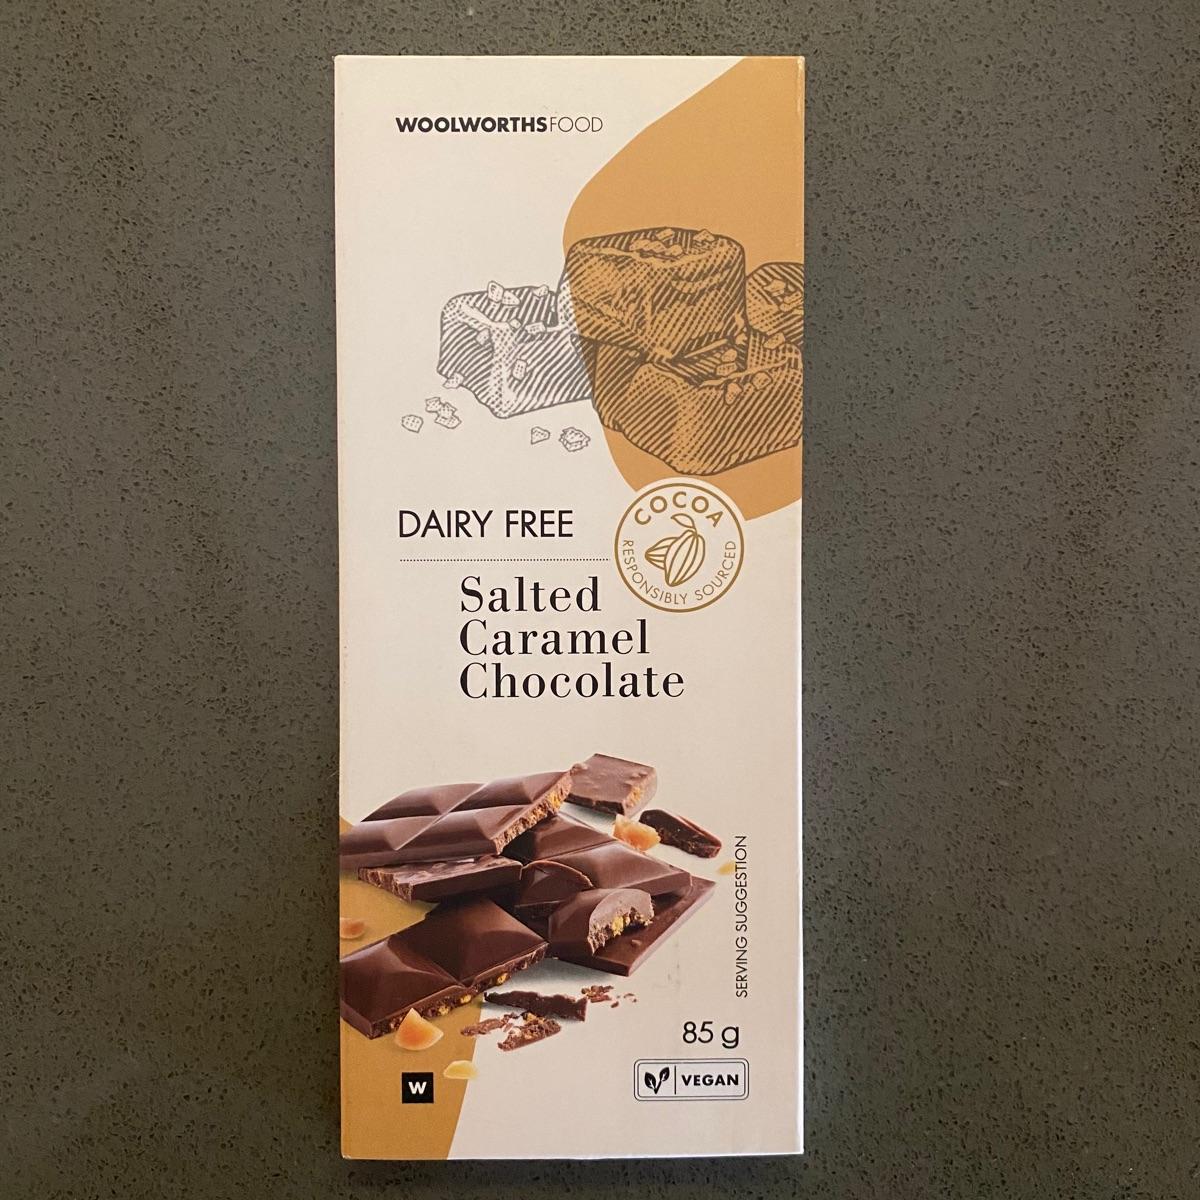 WOOLWORTHSFOOD
DAIRY FREE
COCOA
RESPONSIBLY SOURCED
Salted
Caramel
Chocolate
SERVING SUGGESTION
85 g
W
VEGAN